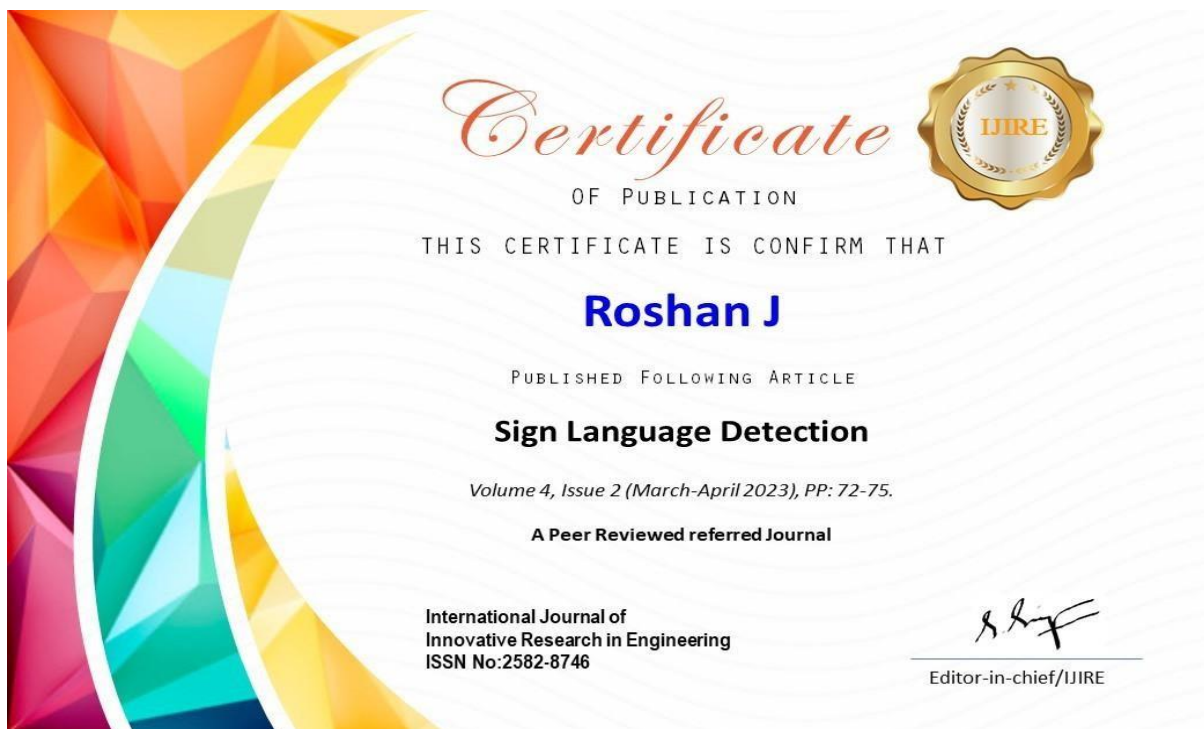 Certificate
IJIRE
OF PUBLICATION
THIS CERTIFICATE IS CONFIRM THAT
Roshan J
PUBLISHED FOLLOWING ARTICLE
Sign Language Detection
Volume 4, Issue 2 (March-April 2023), PP: 72-75.
A Peer Reviewed referred Journal
International Journal of
Innovative Research in Engineering
ISSN No:2582-8746
Editor-in-chief/IJIRE